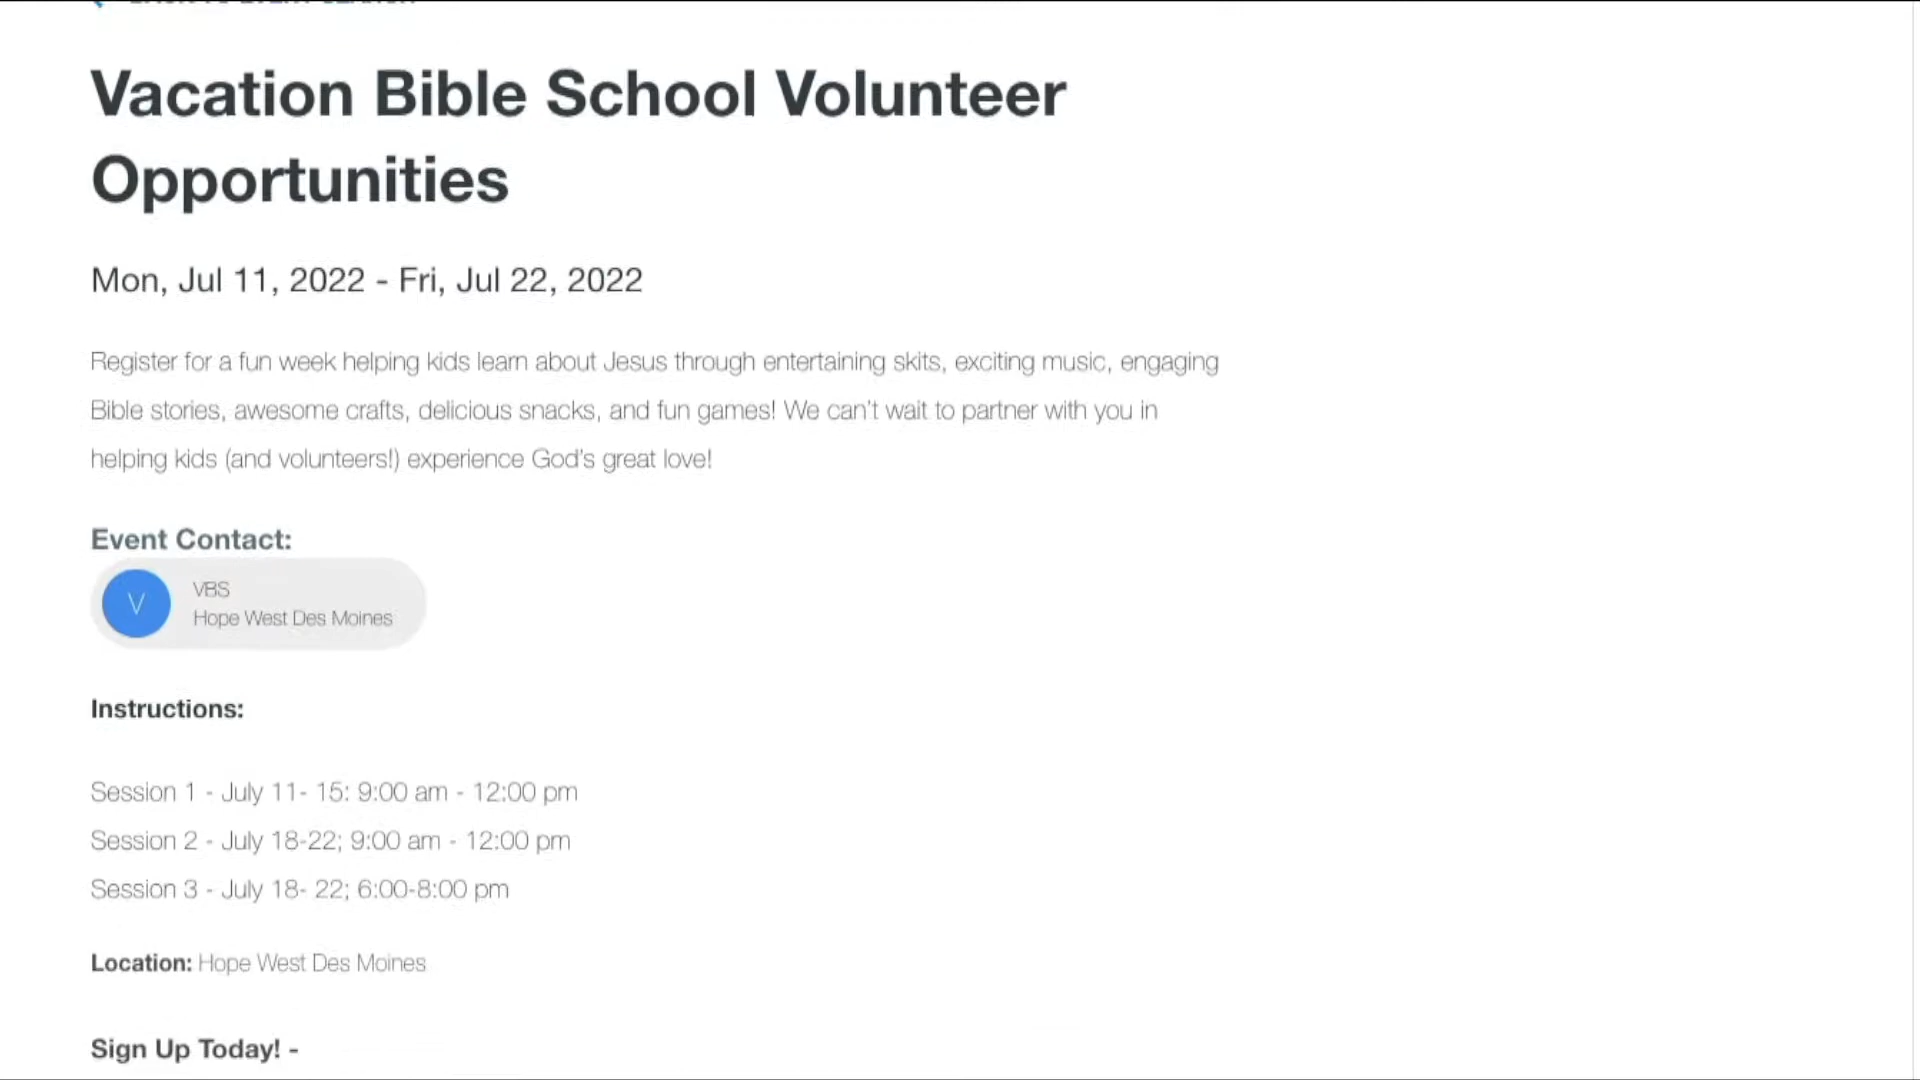 Vacation Bible School Volunteer
Opportunities
Mon, Jul 11, 2022 - Fri, Jul 22, 2022
Register for a fun week helping kids learn about Jesus through entertaining skits, exciting music, engaging
Bible stories, awesome crafts, delicious snacks, and fun games! We can't wait to partner with you in
helping kids (and volunteers!) experience God's great love!
Event Contact:
V
VBS
Hope West Des Moines
Instructions:
Session 1 - July 11- 15: 9:00 am - 12:00 pm
Session 2 - July 18-22; 9:00 am - 12:00 pm
Session 3 - July 18- 22; 6:00-8:00 pm
Location: Hope West Des Moines
Sign Up Today! -